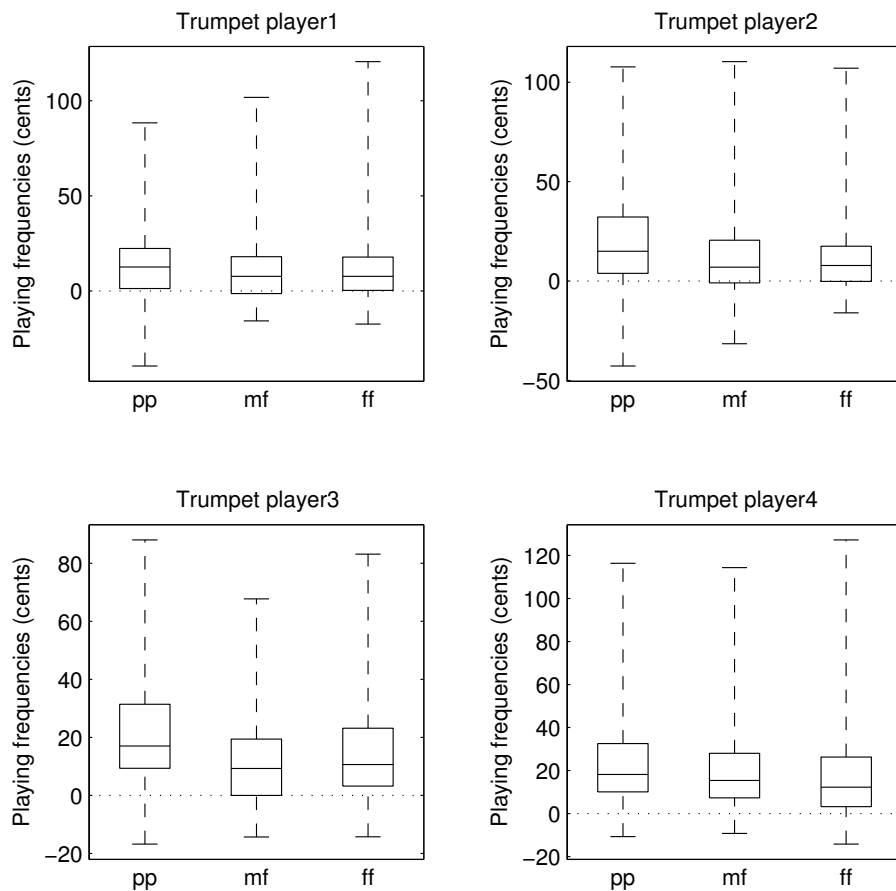 Trumpet player1
Playing frequencies (cents)
100
50
0
pp mf ff
Trumpet player2
Playing frequencies (cents)
100
50
0
−50
pp mf ff
Trumpet player3
Playing frequencies (cents)
80
60
40
20
0
−20
pp mf ff
Trumpet player4
Playing frequencies (cents)
120
100
80
60
40
20
0
−20
pp mf ff